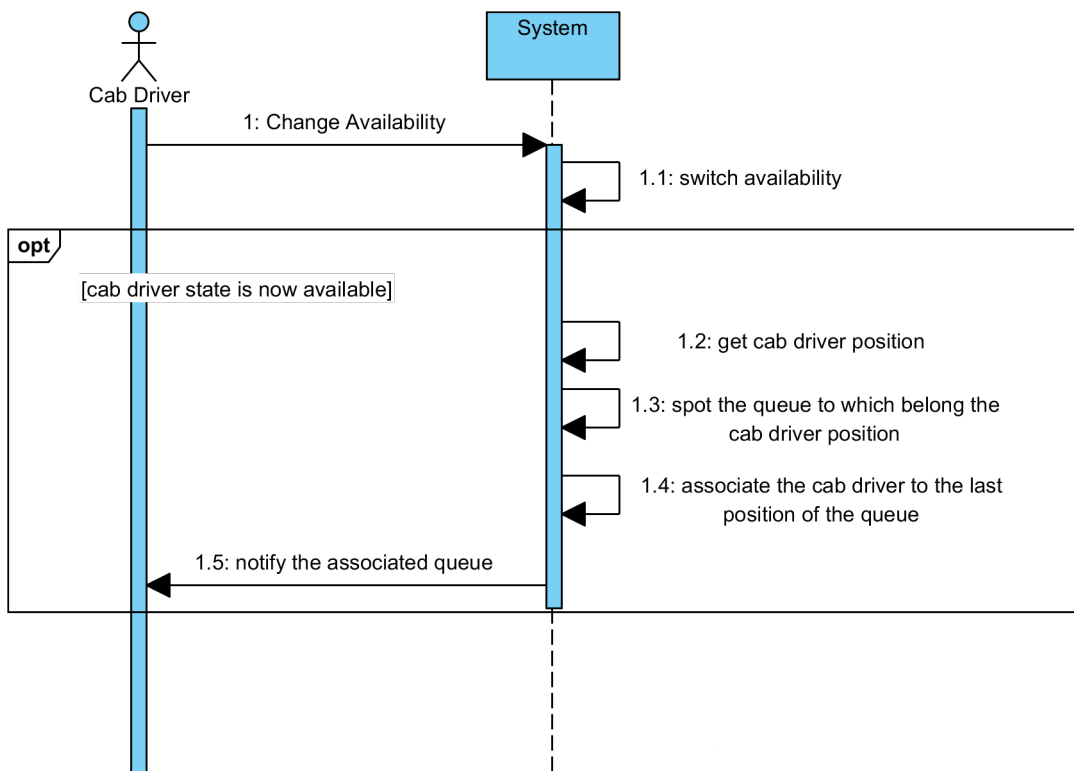 System
Cab Driver
1: Change Availability
1.1: switch availability
opt
[cab driver state is now available]
1.2: get cab driver position
1.3: spot the queue to which belong the
cab driver position
1.4: associate the cab driver to the last
position of the queue
1.5: notify the associated queue